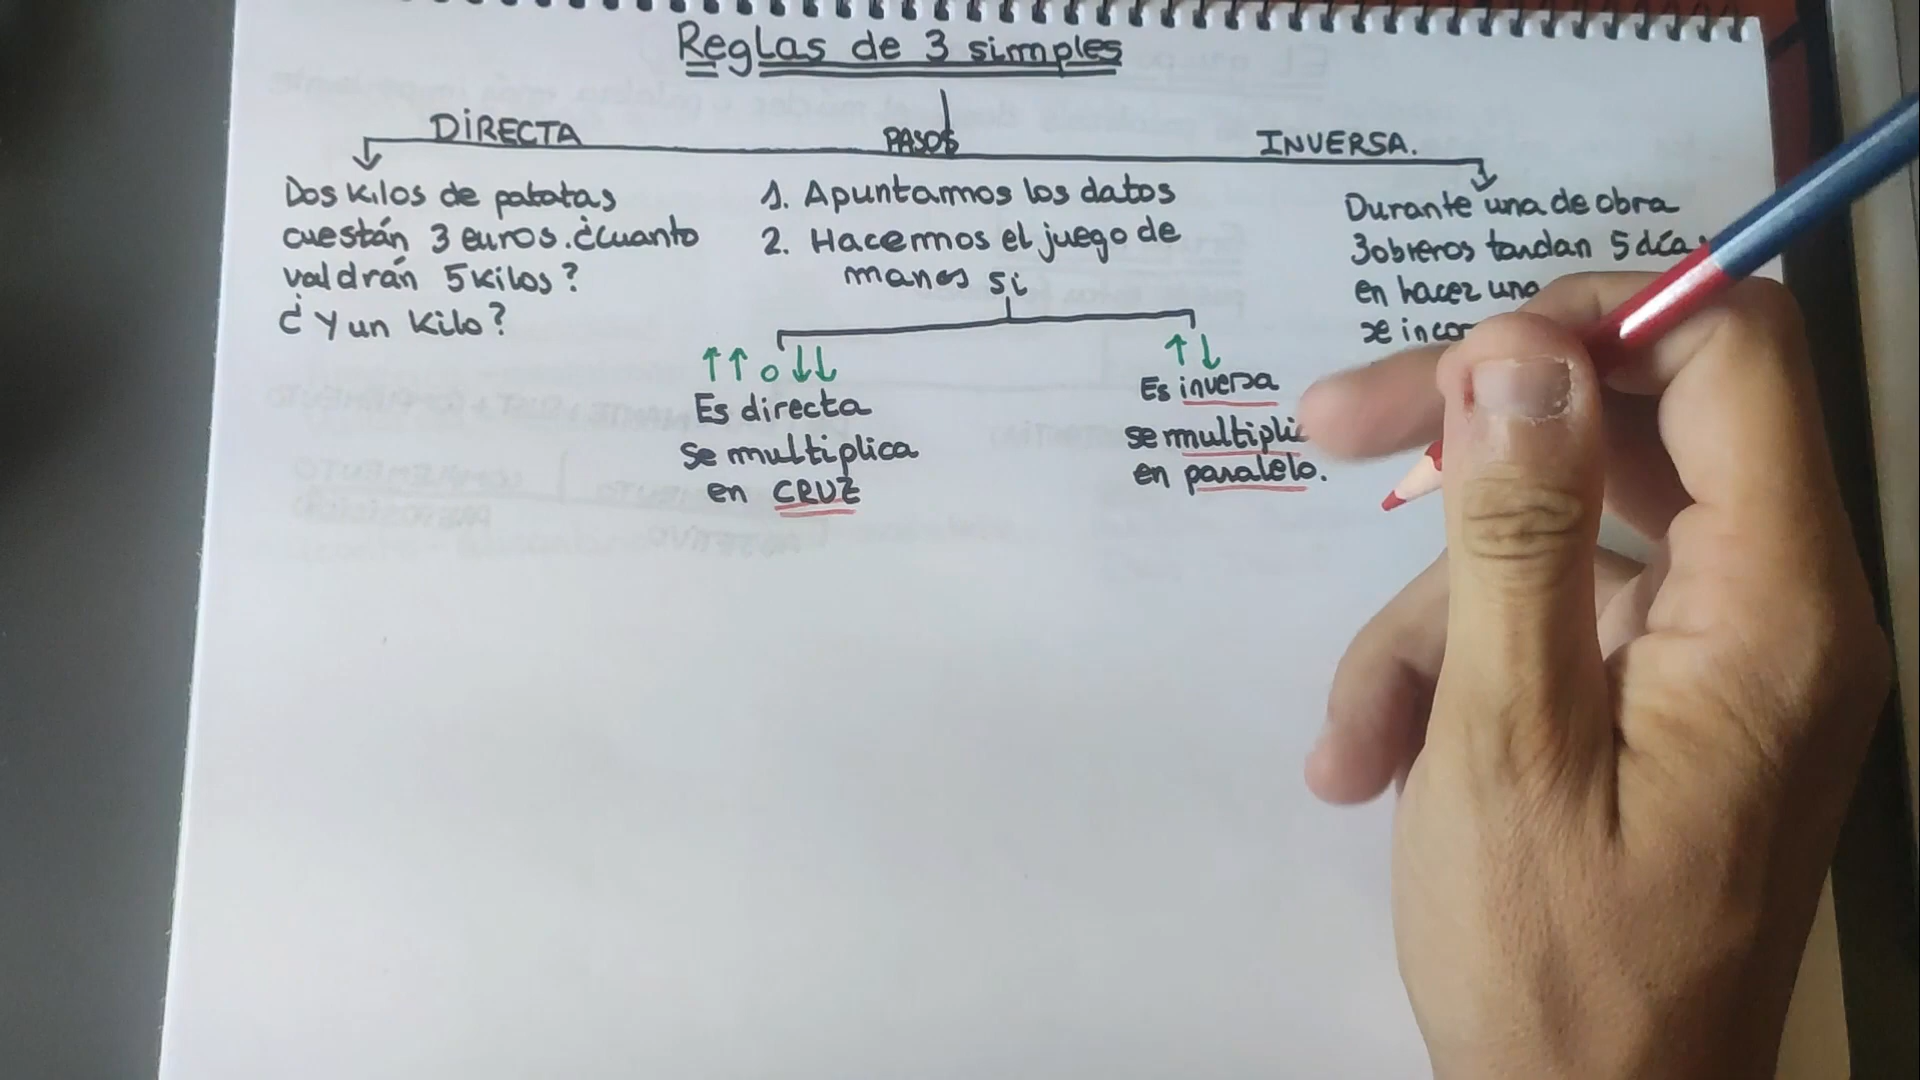 Reglas de 3 simples
DIRECTA
Dos kilos de patatas
cuestán 3 euros. ¿Cuanto
valdrán 5 kilos?
¿Y un kilo?
PASOS
1. Apuntamos los datos
2. Hacemos el juego de
manos si
↑↑ o ↓↓
Es directa
se multiplica
en CRUZ
↑↓
Es inversa
se
en paralelo.
INVERSA.
Durante una de obra
3 obreros tardan 5
en hacer una
se